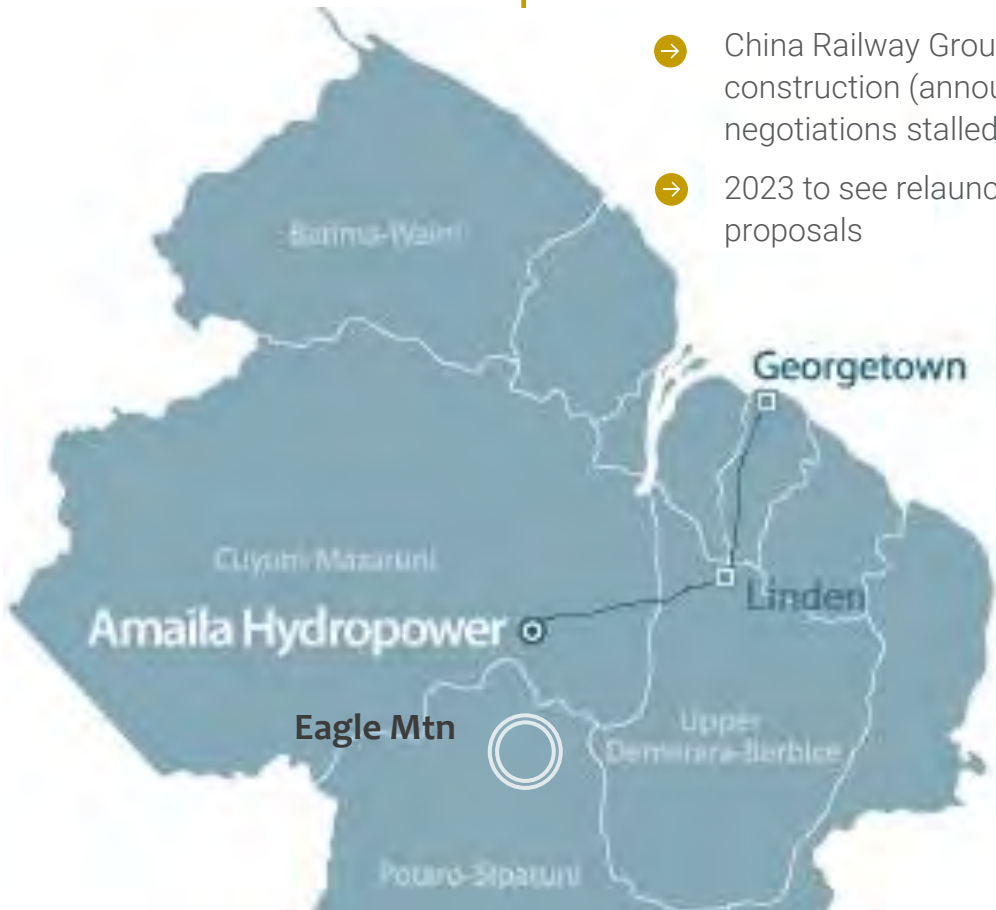 China Railway Grou
construction (annou
negotiations stalled
2023 to see relaunc
proposals
Barima-Waini
Georgetown
Cuyuni-Mazaruni
Linden
Amaila Hydropower
Eagle Mtn
Upper
Demerara-Berbice
Potaro-Siparuni